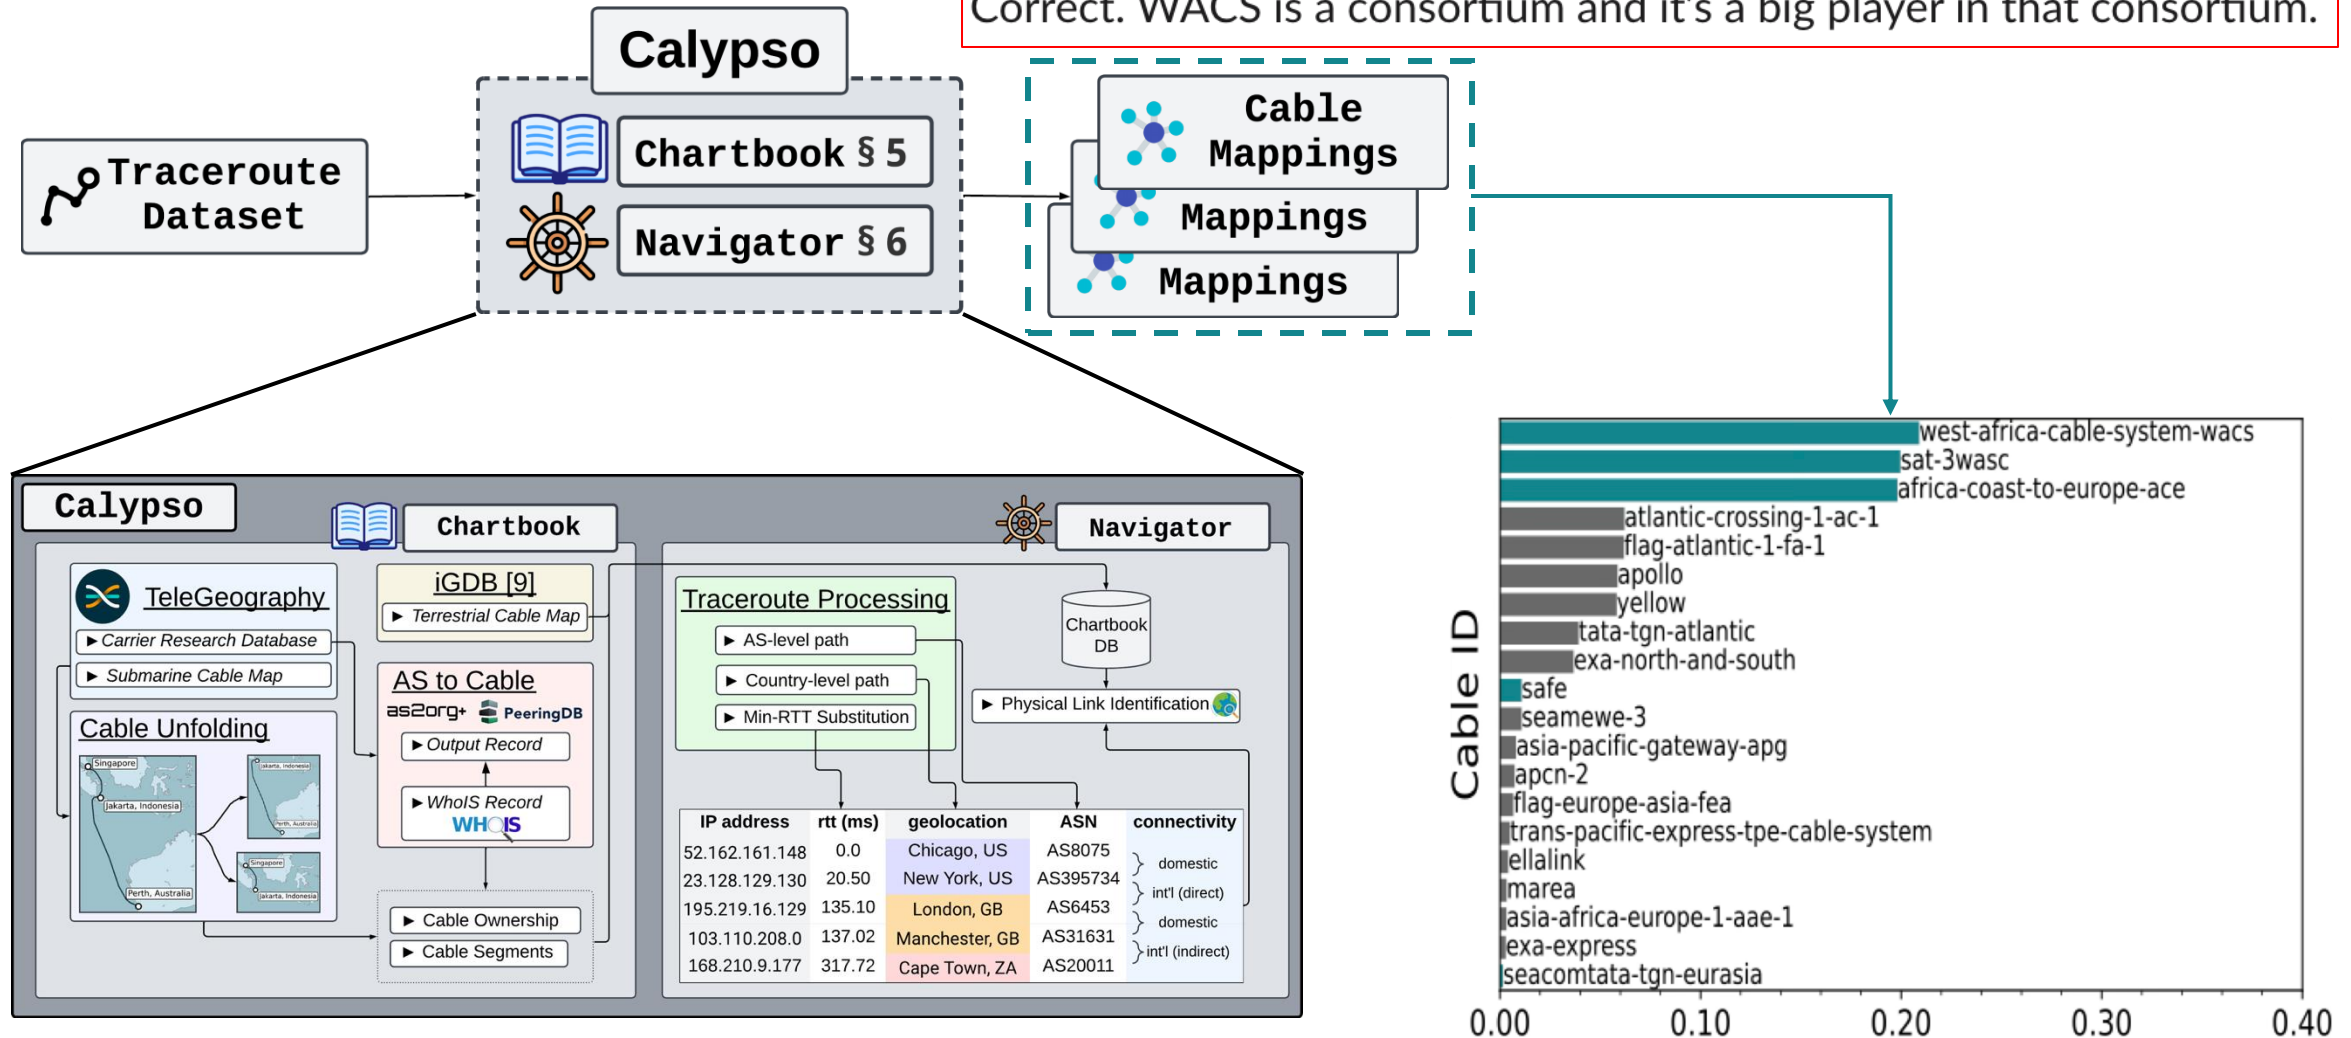 Correct. WACS is a consortium and it's a big player in that consortium.
Calypso
Chartbook § 5
Navigator § 6
Traceroute
Dataset
Cable
Mappings
Mappings
Mappings
Calypso
Chartbook
TeleGeography
►Carrier Research Database
► Submarine Cable Map
iGDB [9]
► Terrestrial Cable Map
Cable Unfolding
Singapore
Jakarta, Indonesia
Perth, Australia
Jakarta, Indonesia
Perth, Australia
Singapore
Jakarta, Indonesia
AS to Cable
as2org+ PeeringDB
►Output Record
►WhoIS Record
WHOIS
► Cable Ownership
► Cable Segments
Navigator
Traceroute Processing
► AS-level path
► Country-level path
► Min-RTT Substitution
Chartbook
DB
► Physical Link Identification
IP address rtt (ms) geolocation ASN connectivity
52.162.161.148 0.0 Chicago, US AS8075
domestic
23.128.129.130 20.50 New York, US AS395734
int'l (direct)
195.219.16.129 135.10 London, GB AS6453
domestic
103.110.208.0 137.02 Manchester, GB AS31631
int'l (indirect)
168.210.9.177 317.72 Cape Town, ZA AS20011
Cable ID
west-africa-cable-system-wacs
sat-3wasc
africa-coast-to-europe-ace
atlantic-crossing-1-ac-1
flag-atlantic-1-fa-1
apollo
yellow
tata-tgn-atlantic
exa-north-and-south
safe
seamewe-3
asia-pacific-gateway-apg
apcn-2
flag-europe-asia-fea
trans-pacific-express-tpe-cable-system
ellalink
marea
asia-africa-europe-1-aae-1
exa-express
seacomtata-tgn-eurasia
0.00 0.10 0.20 0.30 0.40